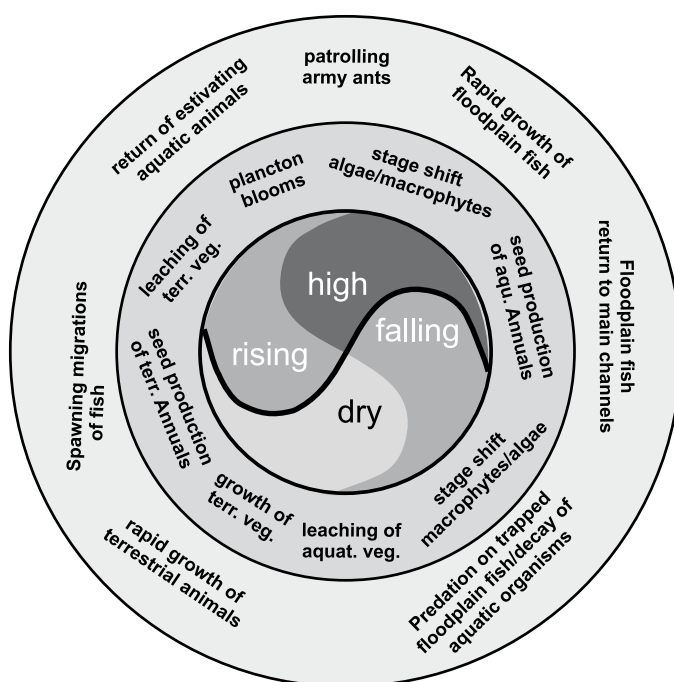 patrolling
army ants
Rapid growth of
floodplain fish
Floodplain fish
return to main channels
Predation on trapped
floodplain fish/decay of
aquatic organisms
rapid growth of
terrestrial animals
Spawning migrations
of fish
return of estivating
aquatic animals
plancton
blooms
stage shift
algae/macrophytes
seed production
of aqu. Annuals
stage shift
macrophytes/algae
leaching of
aquat. veg.
growth of
terr. veg.
seed production
of terr. Annuals
leaching of
terr. veg.
high
falling
rising
dry